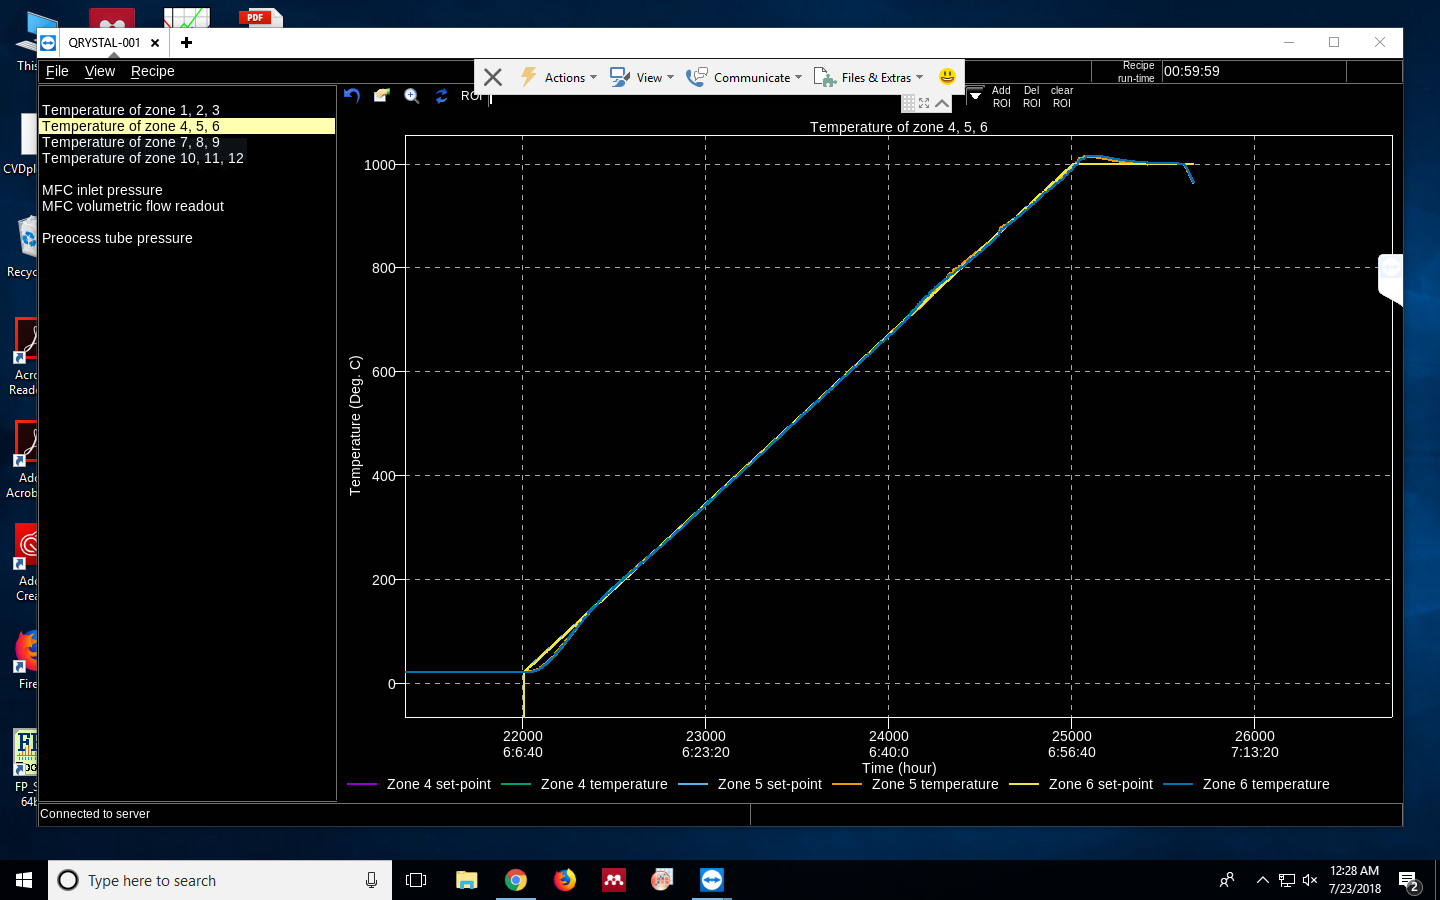 PDF
This
QRYSTAL-001
File View Recipe
Actions View Communicate Files & Extras
Recipe
run-time
00:59:59
ROI
Add
ROI
Del
ROI
clear
ROI
Temperature of zone 1, 2, 3
Temperature of zone 4, 5, 6
Temperature of zone 7, 8, 9
Temperature of zone 10, 11, 12
MFC inlet pressure
MFC volumetric flow readout
Preocess tube pressure
CVDpl
Recyc
Acro
Read
Ado
Acrob
Ado
Crea
Fire
FP_S
64b
Temperature of zone 4, 5, 6
1000
800
600
400
200
0
Temperature (Deg. C)
22000 23000 24000 25000 26000
6:6:40 6:23:20 6:40:0 6:56:40 7:13:20
Time (hour)
Zone 4 set-point Zone 4 temperature Zone 5 set-point Zone 5 temperature Zone 6 set-point Zone 6 temperature
Connected to server
Type here to search
12:28 AM
7/23/2018
2